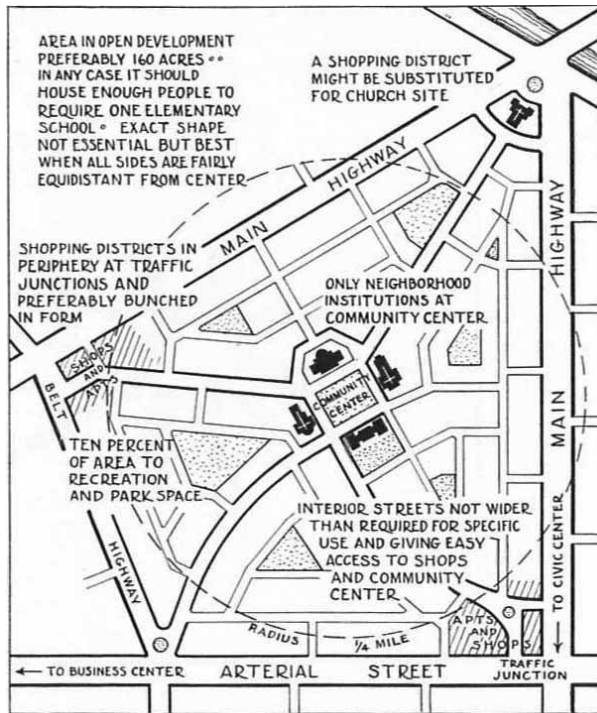 AREA IN OPEN DEVELOPMENT
PREFERABLY 160 ACRES ··
IN ANY CASE IT SHOULD
HOUSE ENOUGH PEOPLE TO
REQUIRE ONE ELEMENTARY
SCHOOL · EXACT SHAPE
NOT ESSENTIAL BUT BEST
WHEN ALL SIDES ARE FAIRLY
EQUIDISTANT FROM CENTER
A SHOPPING DISTRICT
MIGHT BE SUBSTITUTED
FOR CHURCH SITE
MAIN HIGHWAY
MAIN HIGHWAY
SHOPPING DISTRICTS IN
PERIPHERY AT TRAFFIC
JUNCTIONS AND
PREFERABLY BUNCHED
IN FORM
ONLY NEIGHBORHOOD
INSTITUTIONS AT
COMMUNITY CENTER
SHOPS
AND
APTS
BELT HIGHWAY
COMMUNITY
CENTER
TEN PERCENT
OF AREA TO
RECREATION
AND PARK SPACE
INTERIOR STREETS NOT WIDER
THAN REQUIRED FOR SPECIFIC
USE AND GIVING EASY
ACCESS TO SHOPS
AND COMMUNITY
CENTER
→ TO CIVIC CENTER
RADIUS 1/4 MILE
APTS
AND
SHOPS
TRAFFIC
JUNCTION
← TO BUSINESS CENTER
ARTERIAL STREET